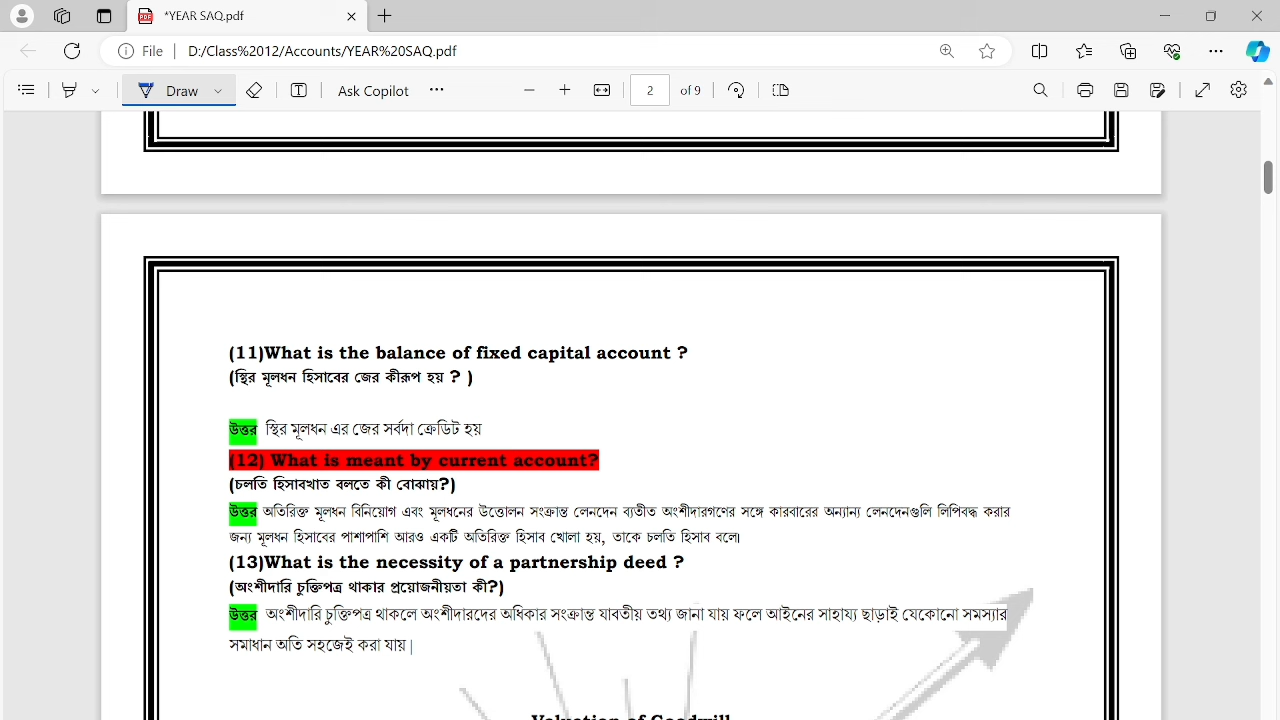 *YEAR SAQ.pdf
File | D:/Class%2012/Accounts/YEAR%20SAQ.pdf
Draw
Ask Copilot
2 of 9
(11)What is the balance of fixed capital account ?
(স্থির মূলধন হিসাবের জের কীরূপ হয় ? )
উত্তর স্থির মূলধন এর জের সর্বদা ক্রেডিট হয়
(12) What is meant by current account?
(চলতি হিসাবখাত বলতে কী বোঝায়?)
উত্তর অতিরিক্ত মূলধন বিনিয়োগ এবং মূলধনের উত্তোলন সংক্রান্ত লেনদেন ব্যতীত অংশীদারগণের সঙ্গে কারবারের অন্যান্য লেনদেনগুলি লিপিবদ্ধ করার
জন্য মূলধন হিসাবের পাশাপাশি আরও একটি অতিরিক্ত হিসাব খোলা হয়, তাকে চলতি হিসাব বলে।
(13)What is the necessity of a partnership deed ?
(অংশীদারি চুক্তিপত্র থাকার প্রয়োজনীয়তা কী?)
উত্তর অংশীদারি চুক্তিপত্র থাকলে অংশীদারদের অধিকার সংক্রান্ত যাবতীয় তথ্য জানা যায় ফলে আইনের সাহায্য ছাড়াই যেকোনো সমস্যার
সমাধান অতি সহজেই করা যায় |
Valuation of Goodwill